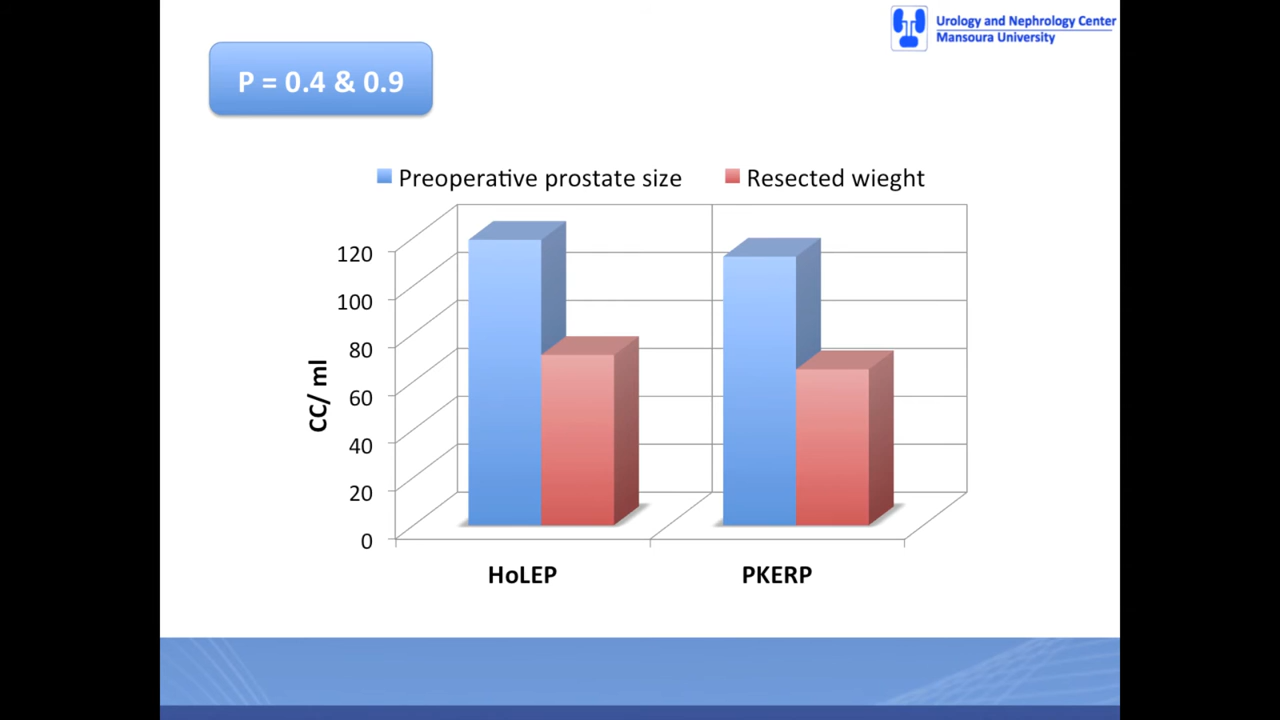 Urology and Nephrology Center
Mansoura University
P = 0.4 & 0.9
Preoperative prostate size
Resected wieght
120
100
80
60
40
20
0
CC/ ml
HoLEP
PKERP